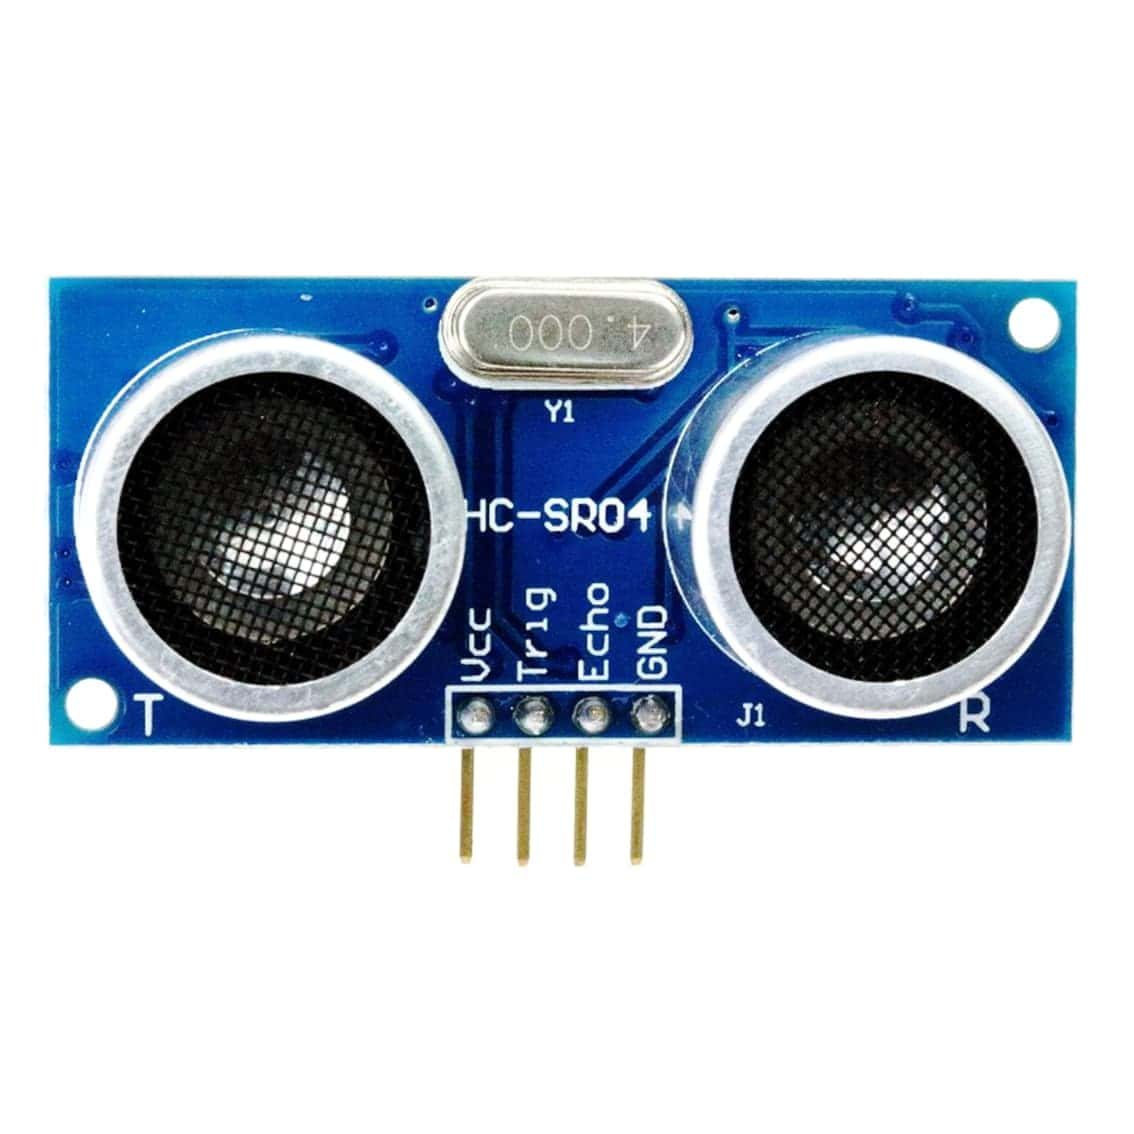 4.000
Y1
HC-SR04
Vcc
Trig
Echo
GND
T
J1
R